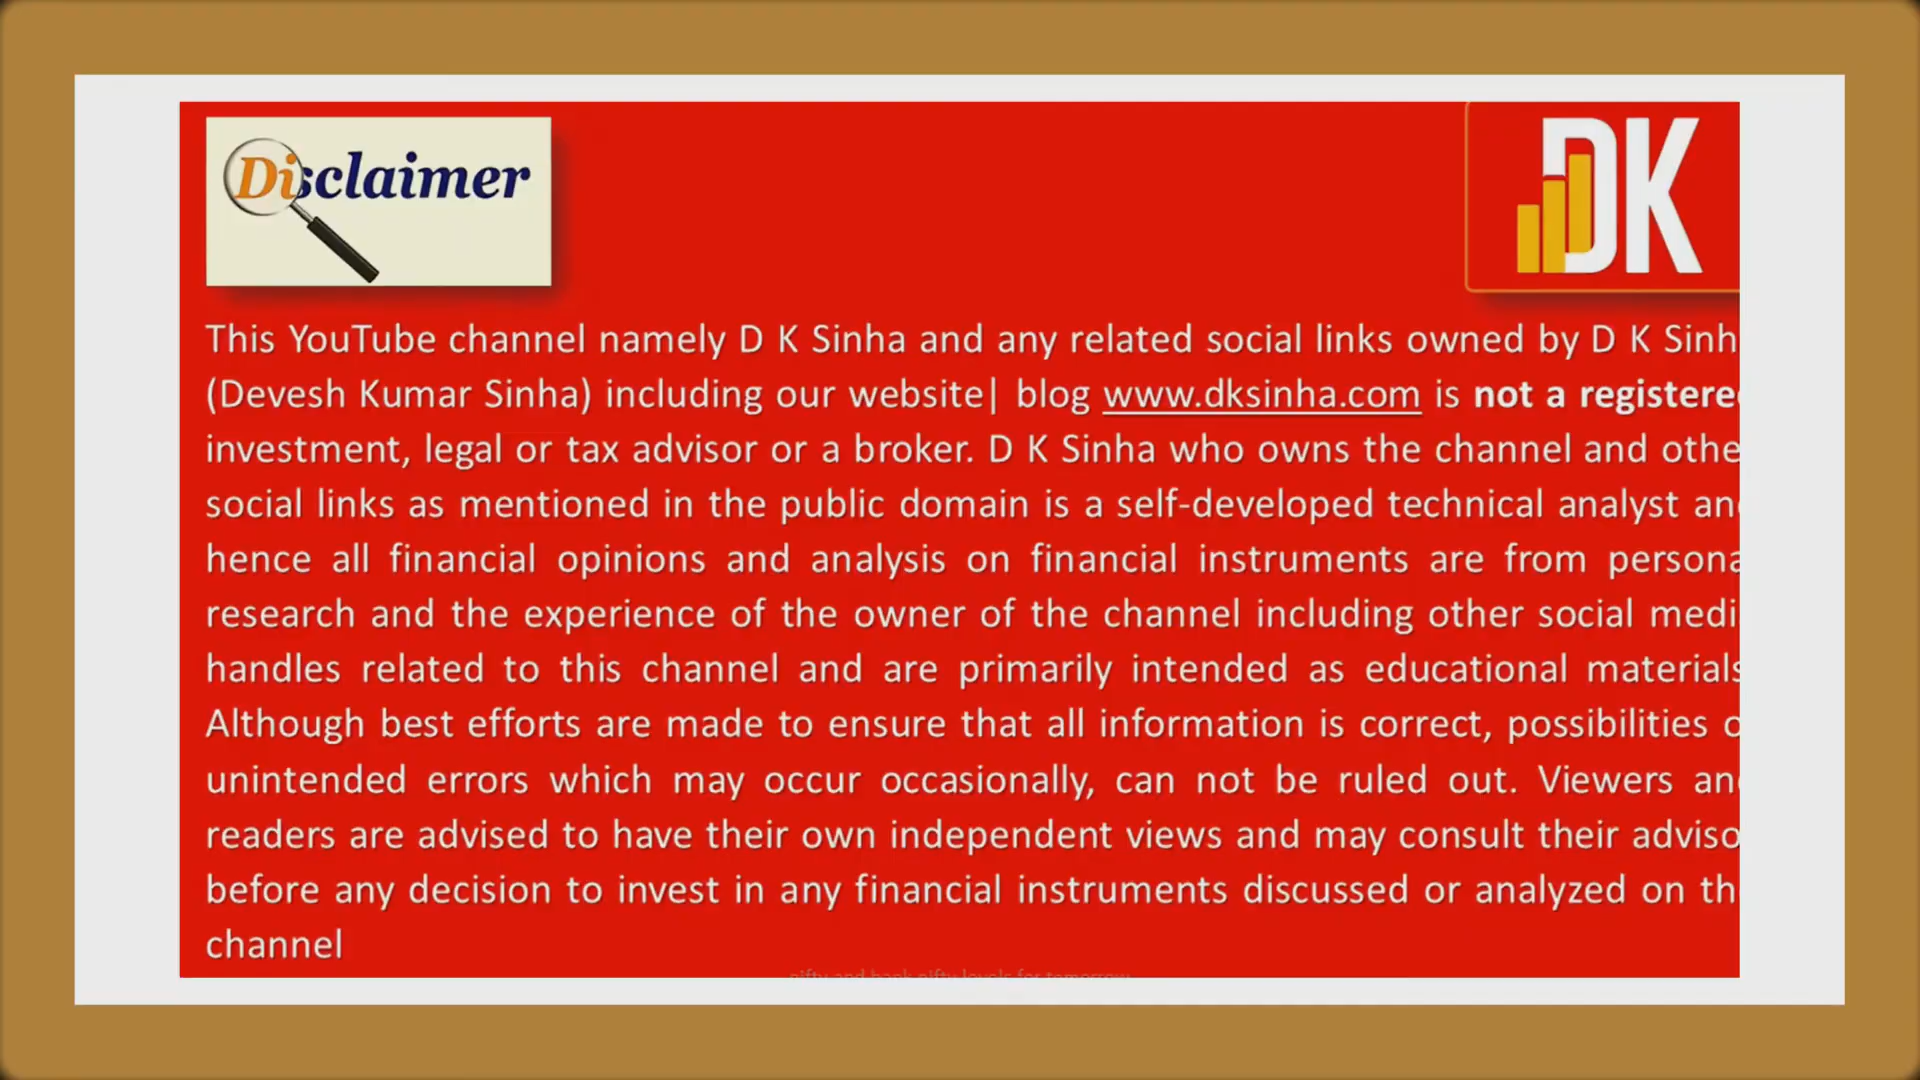 Disclaimer
DK
This YouTube channel namely D K Sinha and any related social links owned by D K Sinh
(Devesh Kumar Sinha) including our website| blog www.dksinha.com is not a registere
investment, legal or tax advisor or a broker. D K Sinha who owns the channel and othe
social links as mentioned in the public domain is a self-developed technical analyst an
hence all financial opinions and analysis on financial instruments are from persona
research and the experience of the owner of the channel including other social medi
handles related to this channel and are primarily intended as educational materials
Although best efforts are made to ensure that all information is correct, possibilities o
unintended errors which may occur occasionally, can not be ruled out. Viewers an
readers are advised to have their own independent views and may consult their adviso
before any decision to invest in any financial instruments discussed or analyzed on th
channel
nifty and bank nifty levels for tomorrow